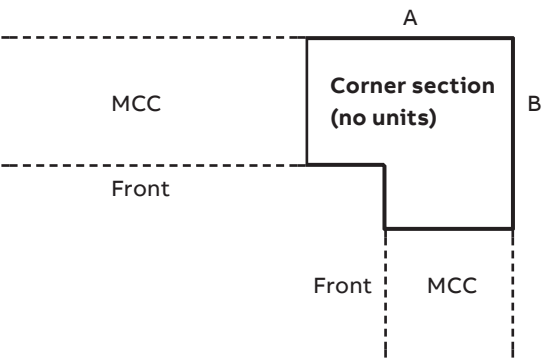 A
Corner section
(no units)
MCC
B
Front
Front
MCC